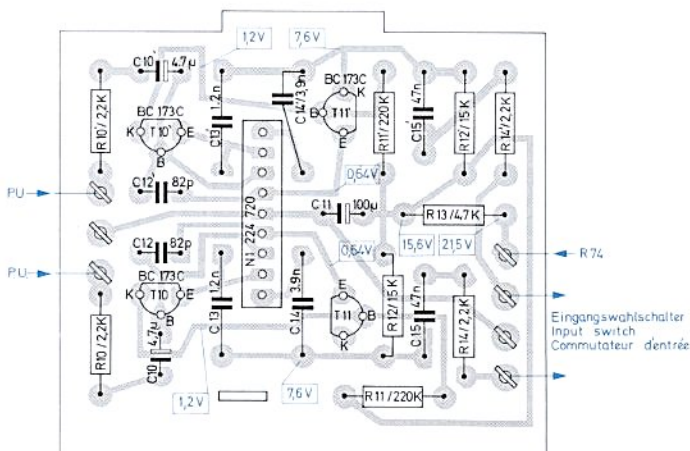 1,2V
7,6V
C10'
4,7µ
1,2n
C13'
C14'/3,9n
BC 173C
K
T11'
B
E
R11'/220K
47n
C15'
R12'/15K
R14'/2,2K
R10'/2,2K
BC 173C
K T10' E
B
C12'
82p
PU
0,64V
C11
100µ
R13/4,7K
N1 224 720
15,6V
21,5V
C12
82p
0,64V
R74
PU
BC 173C
K T10 E
B
1,2n
C13
3,9n
C14
E
T11 B
K
R12/15K
47n
C15
R14/2,2K
R10/2,2K
4,7µ
C10
Eingangswahlschalter
Input switch
Commutateur d'entrée
1,2V
7,6V
R11/220K